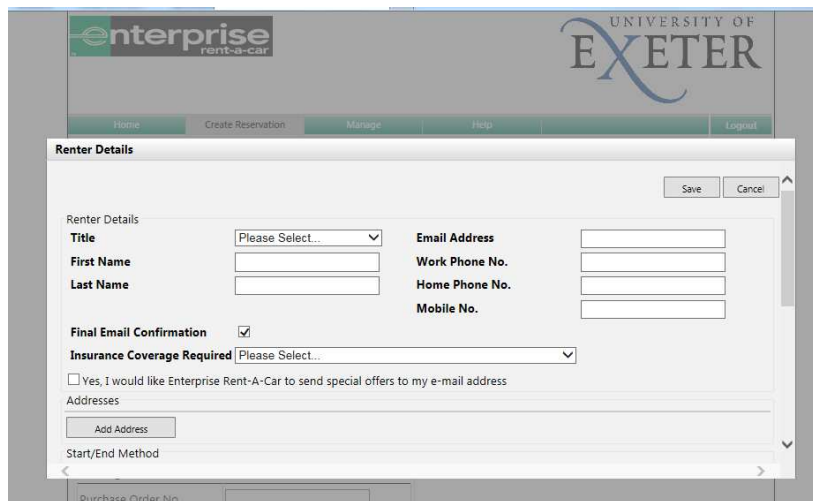 enterprise
rent-a-car
UNIVERSITY OF
EXETER
Home Create Reservation Manage Help Logout
Renter Details
Save Cancel
Renter Details
Title Please Select... Email Address
First Name Work Phone No.
Last Name Home Phone No.
Mobile No.
Final Email Confirmation
Insurance Coverage Required Please Select...
Yes, I would like Enterprise Rent-A-Car to send special offers to my e-mail address
Addresses
Add Address
Start/End Method
Purchase Order No